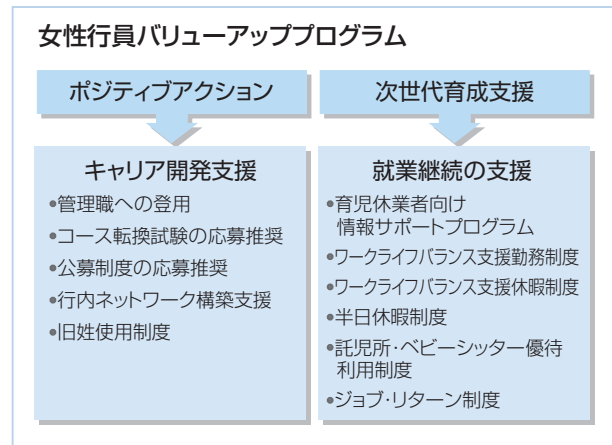 女性行員バリューアッププログラム
ポジティブアクション
キャリア開発支援
•管理職への登用
•コース転換試験の応募推奨
•公募制度の応募推奨
•行内ネットワーク構築支援
•旧姓使用制度
次世代育成支援
就業継続の支援
•育児休業者向け
情報サポートプログラム
•ワークライフバランス支援勤務制度
•ワークライフバランス支援休暇制度
•半日休暇制度
•託児所・ベビーシッター優待
利用制度
•ジョブ・リターン制度